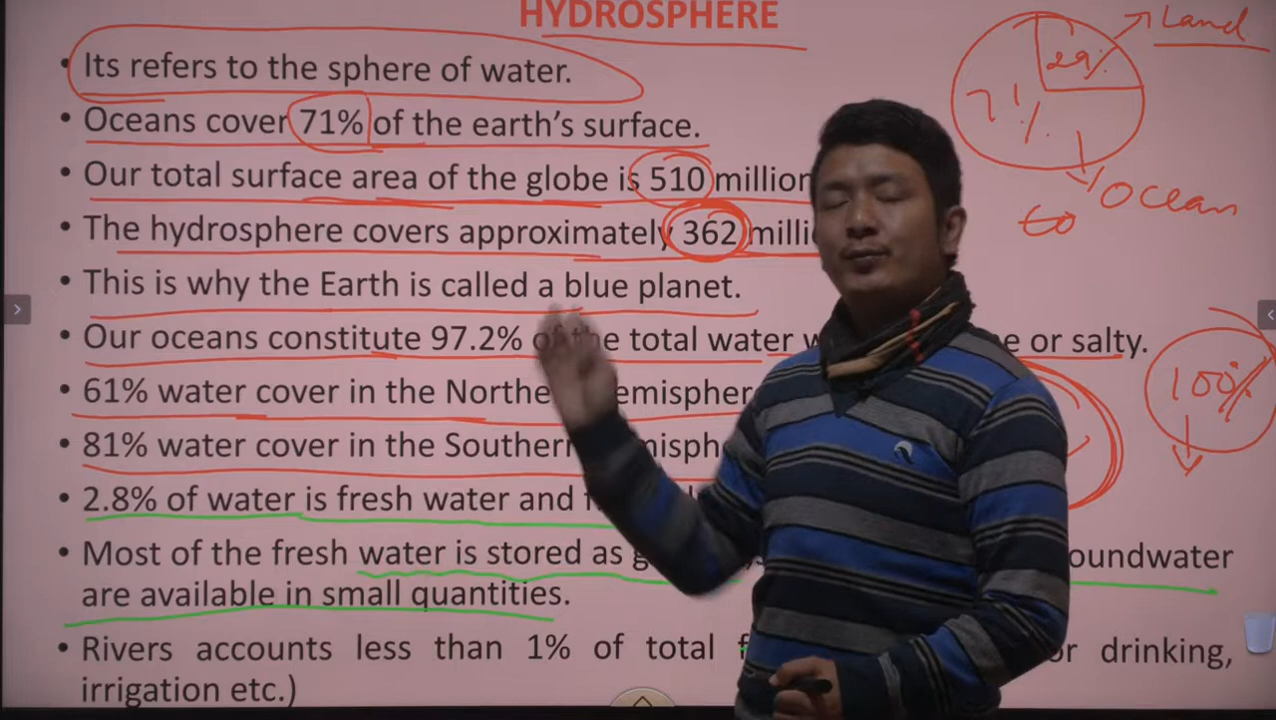 HYDROSPHERE
• Its refers to the sphere of water.
• Oceans cover 71% of the earth's surface.
• Our total surface area of the globe is 510 million
• The hydrosphere covers approximately 362
• This is why the Earth is called a blue planet.
• Our oceans constitute 97.2% of the total water or salty.
• 61% water cover in the Northern
• 81% water cover in the Southern
• 2.8% of water is fresh water and
• Most of the fresh water is stored as
are available in small quantities.
• Rivers accounts less than 1% of total drinking,
irrigation etc.)
Land
29%
71%
Ocean
to
100%